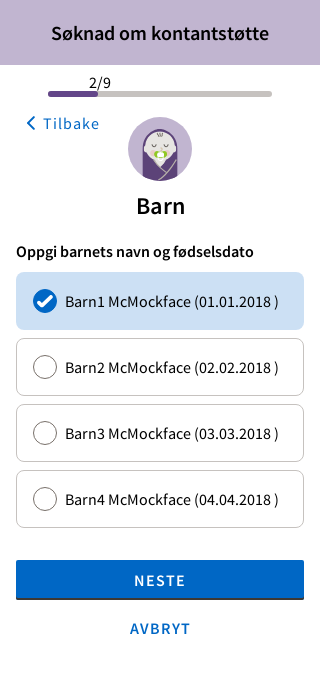 Søknad om kontantstøtte
2/9
Tilbake
Barn
Oppgi barnets navn og fødselsdato
Barn1 McMockface (01.01.2018 )
Barn2 McMockface (02.02.2018 )
Barn3 McMockface (03.03.2018 )
Barn4 McMockface (04.04.2018 )
NESTE
AVBRYT